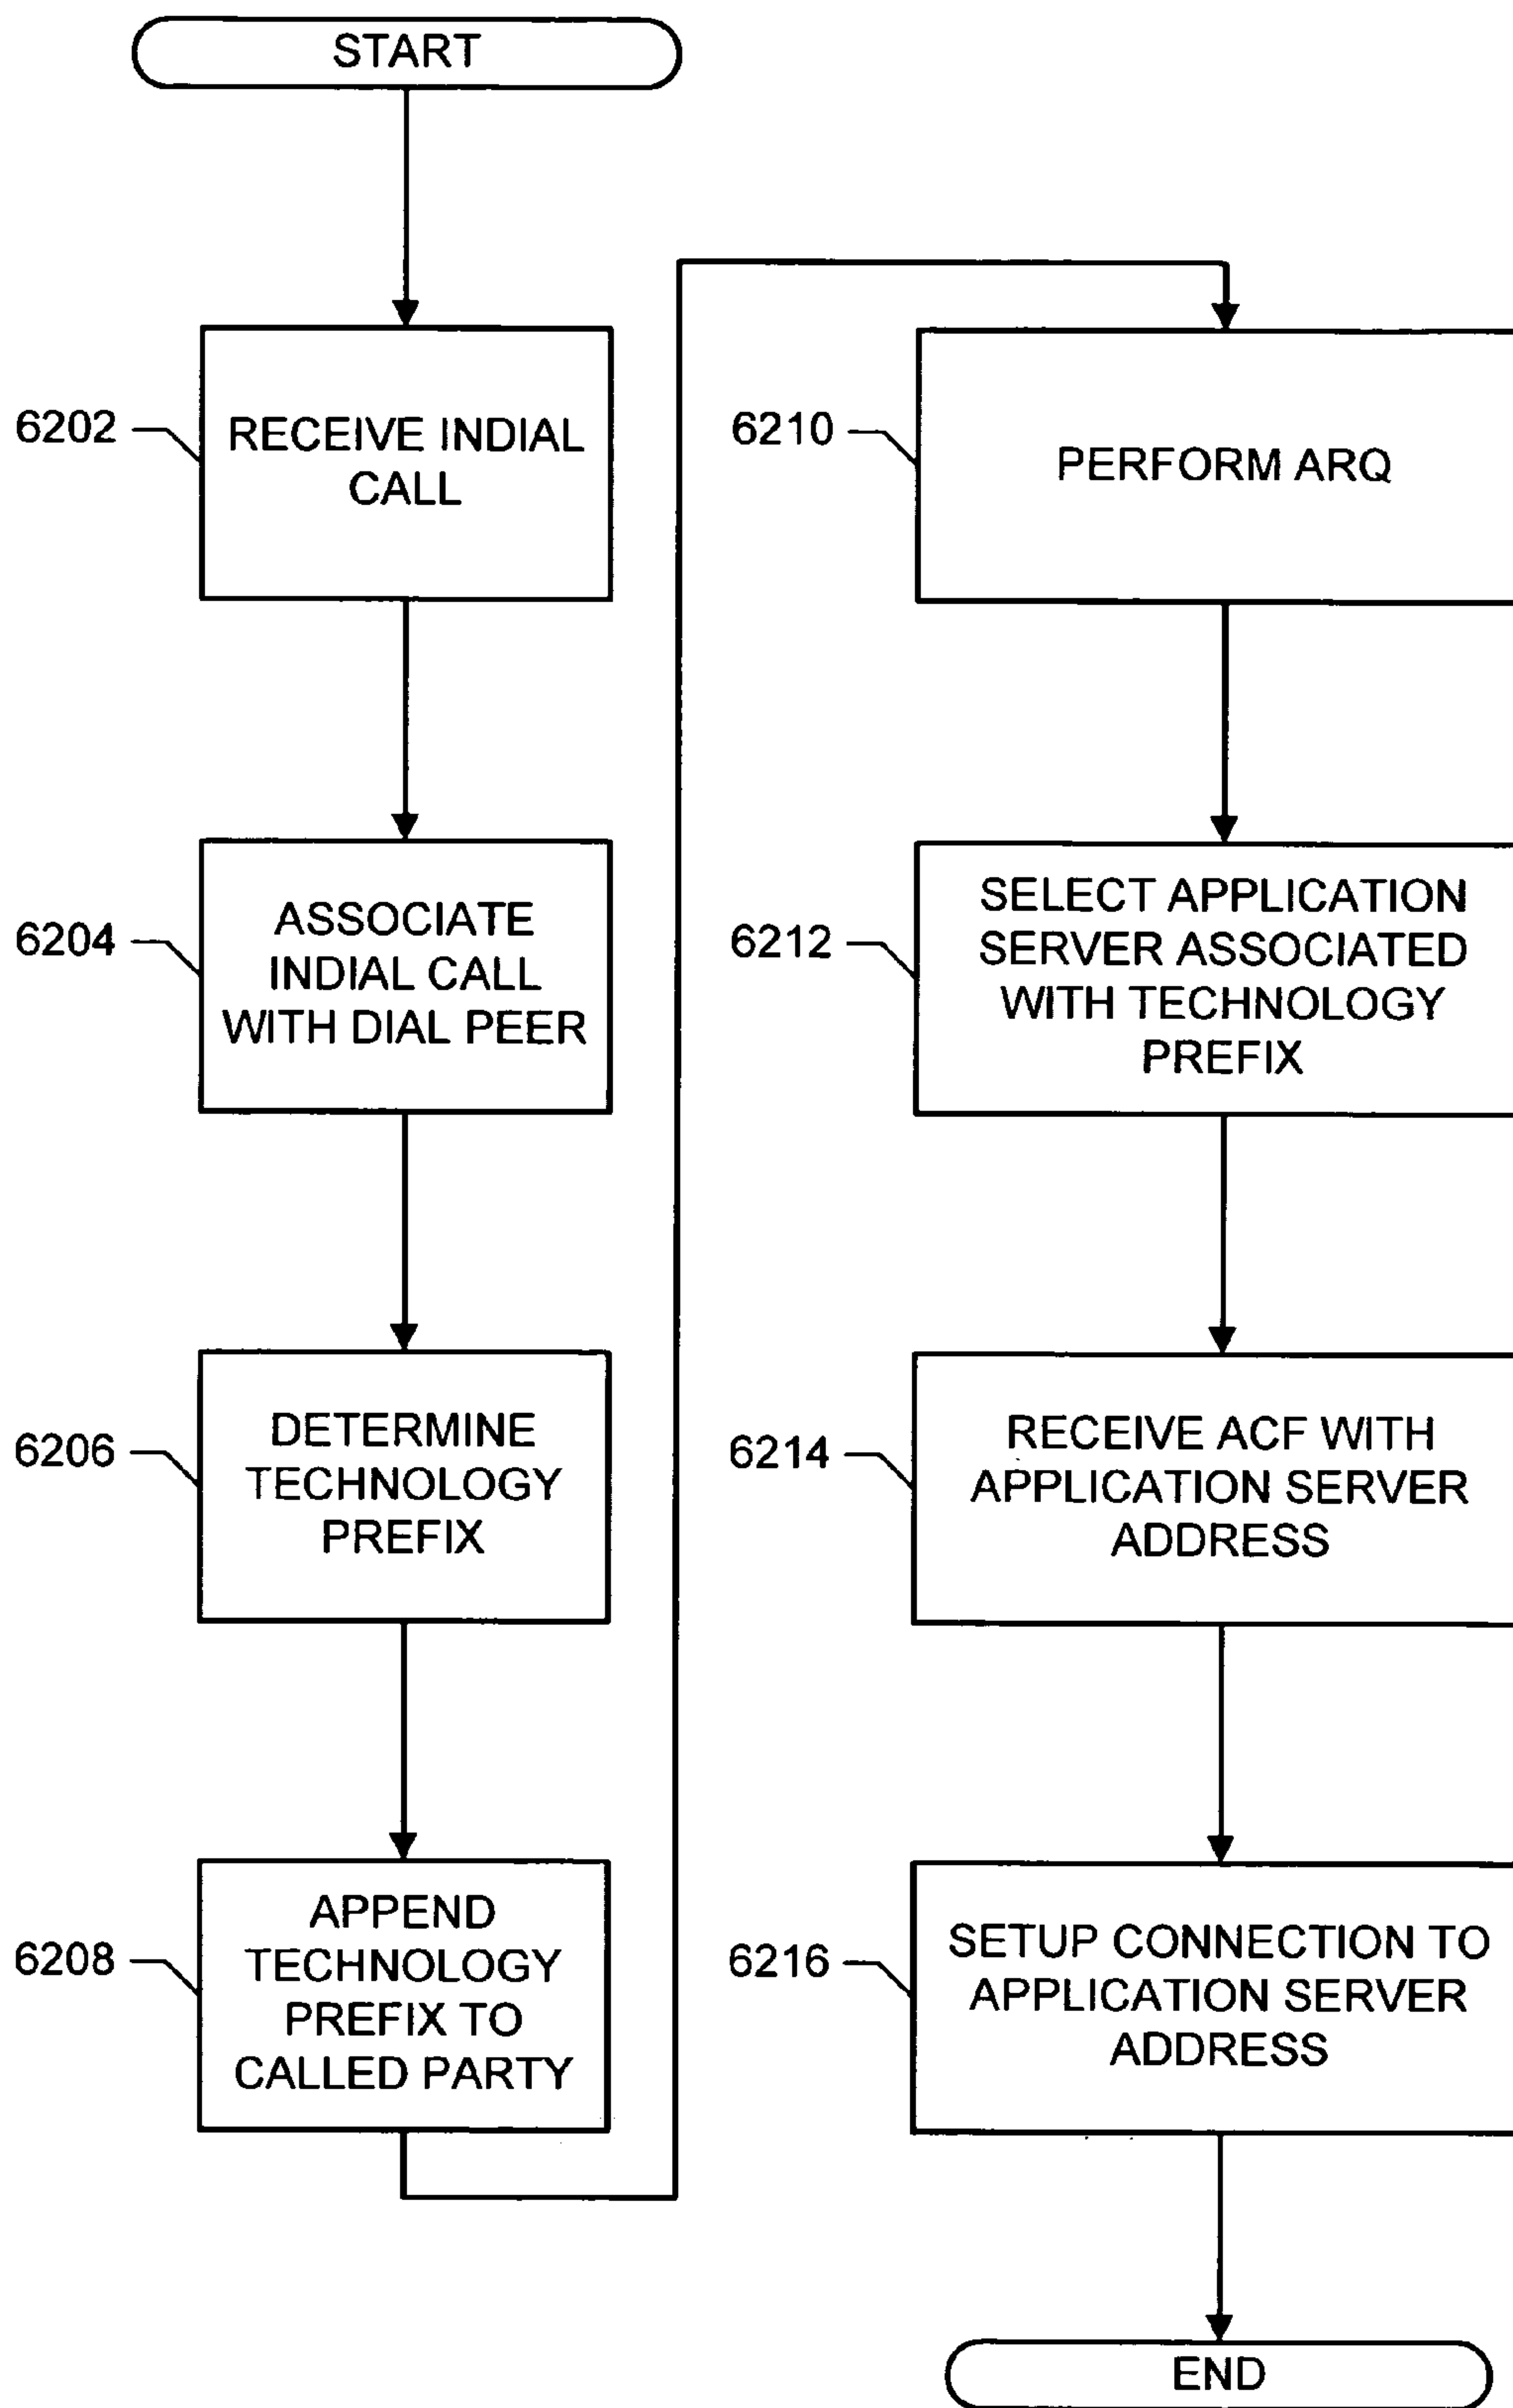 START
6202
RECEIVE INDIAL
CALL
6204
ASSOCIATE
INDIAL CALL
WITH DIAL PEER
6206
DETERMINE
TECHNOLOGY
PREFIX
6208
APPEND
TECHNOLOGY
PREFIX TO
CALLED PARTY
6210
PERFORM ARQ
6212
SELECT APPLICATION
SERVER ASSOCIATED
WITH TECHNOLOGY
PREFIX
6214
RECEIVE ACF WITH
APPLICATION SERVER
ADDRESS
6216
SETUP CONNECTION TO
APPLICATION SERVER
ADDRESS
END